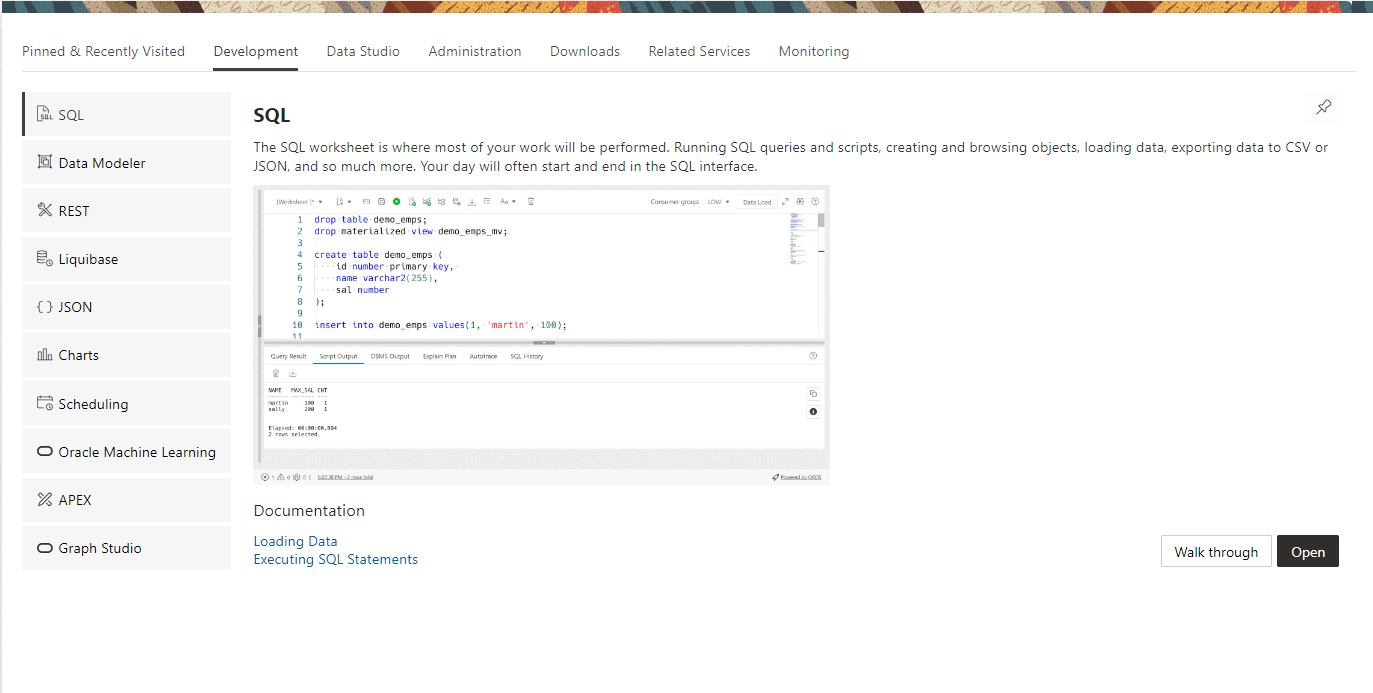 Pinned & Recently Visited
Development
Data Studio
Administration
Downloads
Related Services
Monitoring
SQL
Data Modeler
REST
Liquibase
{ } JSON
Charts
Scheduling
Oracle Machine Learning
APEX
Graph Studio
SQL
The SQL worksheet is where most of your work will be performed. Running SQL queries and scripts, creating and browsing objects, loading data, exporting data to CSV or
JSON, and so much more. Your day will often start and end in the SQL interface.
[Worksheet]*
Aa
Consumer group: LOW
Data Load
1 drop table demo_emps;
2 drop materialized view demo_emps_mv;
3
4 create table demo_emps (
5 ····id number primary key,·
6 ····name varchar2(255),
7 ····sal number
8 );
9
10 insert into demo_emps values(1, 'martin', 100);
11
Query Result
Script Output
DBMS Output
Explain Plan
Autotrace
SQL History
NAME MAX_SAL CNT
------ ------- ---
martin 100 1
sally 200 1
Elapsed: 00:00:00.004
2 rows selected.
1 0 0 | 6:07:38 PM - 2 rows total
Powered by ORDS
Documentation
Loading Data
Executing SQL Statements
Walk through
Open